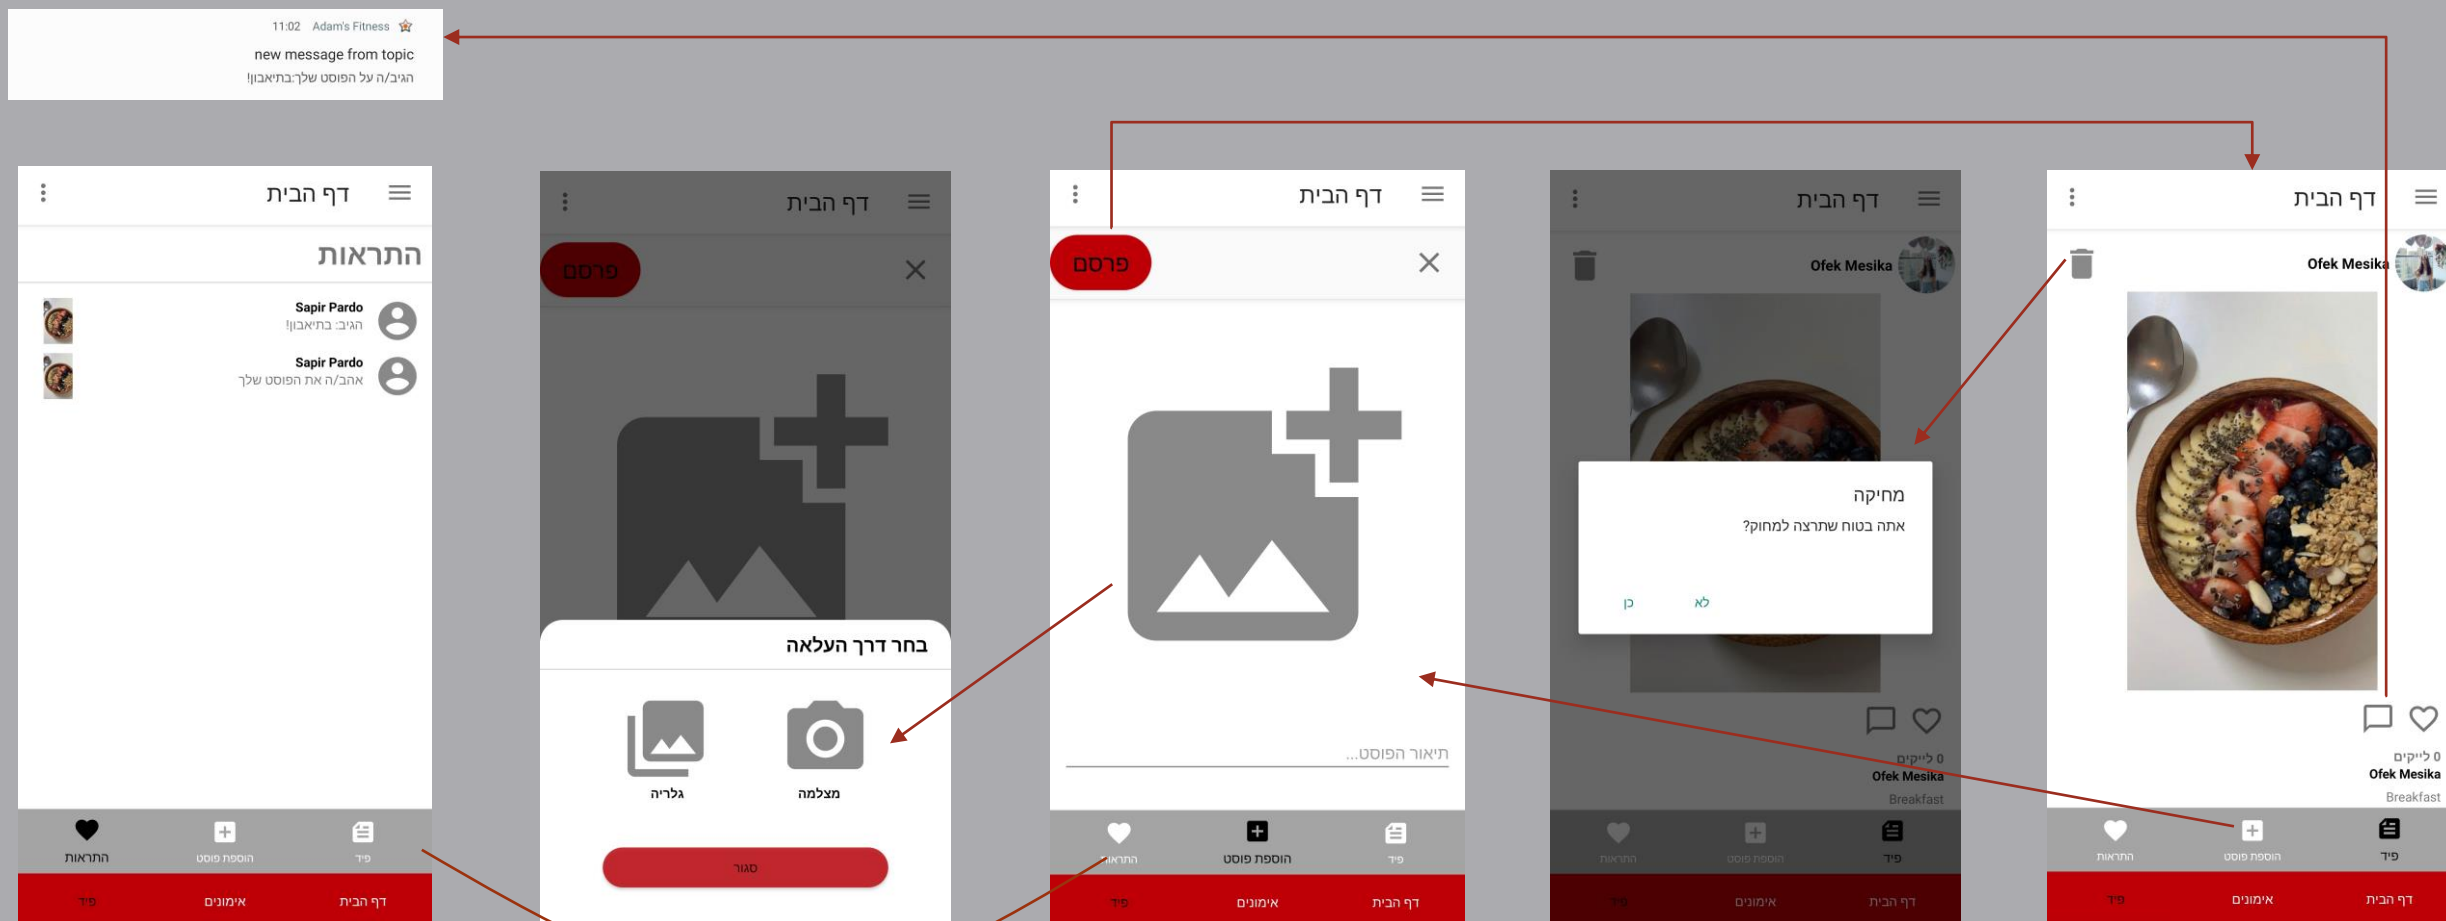 11:02 Adam's Fitness
new message from topic
הגיב/ה על הפוסט שלך:בתיאבון!
דף הבית
התראות
Sapir Pardo
הגיב: בתיאבון!
Sapir Pardo
אהב/ה את הפוסט שלך
פיד
הוספת פוסט
התראות
דף הבית
אימונים
פיד
דף הבית
פרסם
בחר דרך העלאה
מצלמה
גלריה
סגור
דף הבית
פרסם
תיאור הפוסט...
פיד
הוספת פוסט
התראות
דף הבית
אימונים
פיד
דף הבית
Ofek Mesika
מחיקה
אתה בטוח שתרצה למחוק?
לא
כן
0 לייקים
Ofek Mesika
Breakfast
פיד
הוספת פוסט
התראות
דף הבית
אימונים
פיד
דף הבית
Ofek Mesika
0 לייקים
Ofek Mesika
Breakfast
פיד
הוספת פוסט
התראות
דף הבית
אימונים
פיד